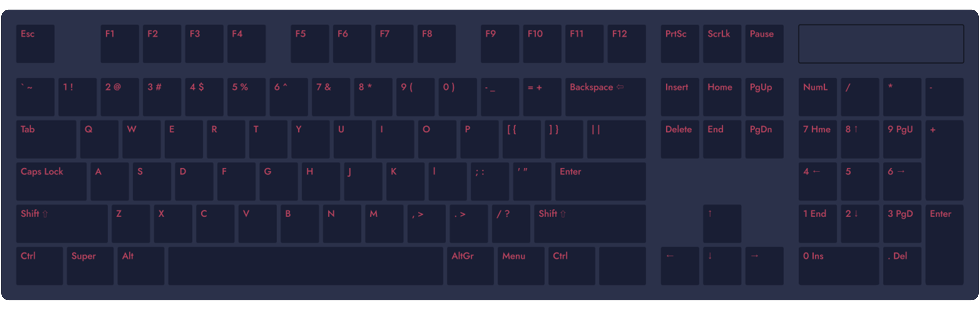 Esc F1 F2 F3 F4 F5 F6 F7 F8 F9 F10 F11 F12 PrtSc ScrLk Pause
` ~ 1 ! 2 @ 3 # 4 $ 5 % 6 ^ 7 & 8 * 9 ( 0 ) - _ = + Backspace ⇦ Insert Home PgUp NumL / * -
Tab Q W E R T Y U I O P [ ( ] ) | | Delete End PgDn 7 Hme 8 ↑ 9 PgU +
Caps Lock A S D F G H J K l ; : ' " Enter 4 ← 5 6 →
Shift ⇧ Z X C V B N M , > . > / ? Shift ⇧ ↑ 1 End 2 ↓ 3 PgD Enter
Ctrl Super Alt AltGr Menu Ctrl ← ↓ → 0 Ins . Del